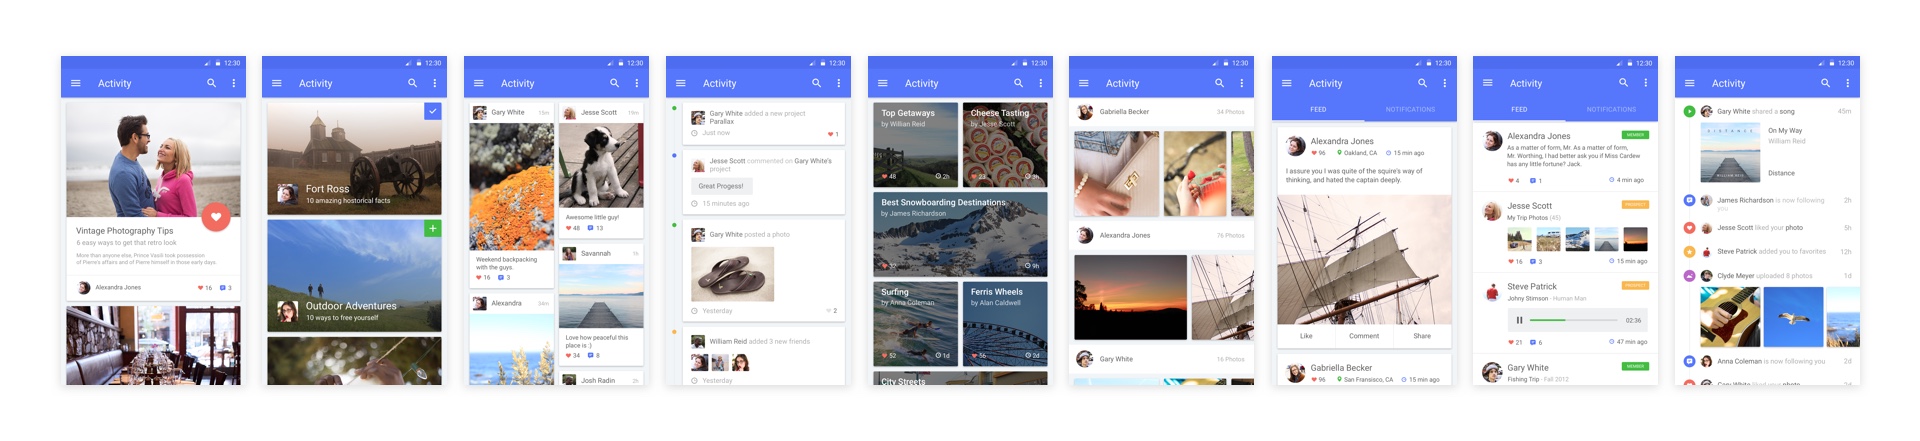 12:30
Activity
Vintage Photography Tips
6 easy ways to get that retro look
More than anyone else, Prince Vasili look possession
of Pierre's affairs and of Pierre himself in those early days.
Alexandra Jones
16
3
12:30
Activity
Fort Ross
10 amazing hostorical facts
Outdoor Adventures
10 ways to free yourself
12:30
Activity
Gary White
19m
Weekend backpacking
with the guys.
16
3
Alexandra
34m
Jesse Scott
19m
Awesome little guy!
48
13
Savannah
1h
Love how peaceful this
place is :)
34
8
Josh Radin
2h
12:30
Activity
Gary White added a new project
Parallax
Just now
1
Jesse Scott commented on Gary White's
project
Great Progess!
15 minutes ago
Gary White posted a photo
Yesterday
2
William Reid added 3 new friends
Yesterday
12:30
Activity
Top Getaways
by Willian Reid
48
2h
Cheese Tasting
by Jesse Scott
23
3h
Best Snowboarding Destinations
by James Richardson
32
9h
Surfing
by Anna Coleman
52
1d
Ferris Wheels
by Alan Caldwell
56
2d
City Streets
12:30
Activity
Gabriella Becker
34 Photos
Alexandra Jones
76 Photos
Gary White
16 Photos
12:30
Activity
FEED
NOTIFICATIONS
Alexandra Jones
96
Oakland, CA
15 min ago
I assure you I was quite of the squire's way of
thinking, and hated the captain deeply.
Like
Comment
Share
Gabriella Becker
96
San Fransisco, CA
15 min ago
12:30
Activity
FEED
NOTIFICATIONS
Alexandra Jones
MEMBER
As a matter of form, Mr. As a matter of form,
Mr. Worthing, I had better ask you if Miss Cardew
has any little fortune? Jack.
4
1
4 min ago
Jesse Scott
PROSPECT
My Trip Photos (45)
16
3
15 min ago
Steve Patrick
PROSPECT
Johny Stimson - Human Man
02:36
21
6
47 min ago
Gary White
MEMBER
Fishing Trip - Fall 2012
12:30
Activity
Gary White shared a song
45m
DISTANCE
WILLIAM REID
On My Way
William Reid
Distance
James Richardson is now following
you
2h
Jesse Scott liked your photo
5h
Steve Patrick added you to favorites
12h
Clyde Meyer uploaded 8 photos
1d
Anna Coleman is now following you
2d